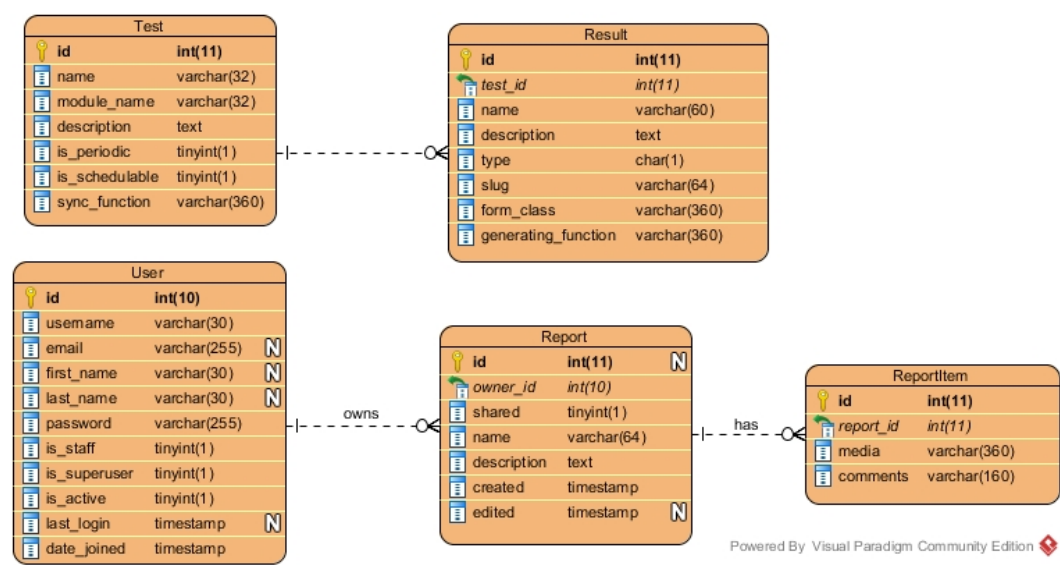 Test
id int(11)
name varchar(32)
module_name varchar(32)
description text
is_periodic tinyint(1)
is_schedulable tinyint(1)
sync_function varchar(360)
Result
id int(11)
test_id int(11)
name varchar(60)
description text
type char(1)
slug varchar(64)
form_class varchar(360)
generating_function varchar(360)
User
id int(10)
username varchar(30)
email varchar(255) N
first_name varchar(30) N
last_name varchar(30) N
password varchar(255)
is_staff tinyint(1)
is_superuser tinyint(1)
is_active tinyint(1)
last_login timestamp N
date_joined timestamp
owns
Report
id int(11) N
owner_id int(10)
shared tinyint(1)
name varchar(64)
description text
created timestamp
edited timestamp N
has
ReportItem
id int(11)
report_id int(11)
media varchar(360)
comments varchar(160)
Powered By Visual Paradigm Community Edition